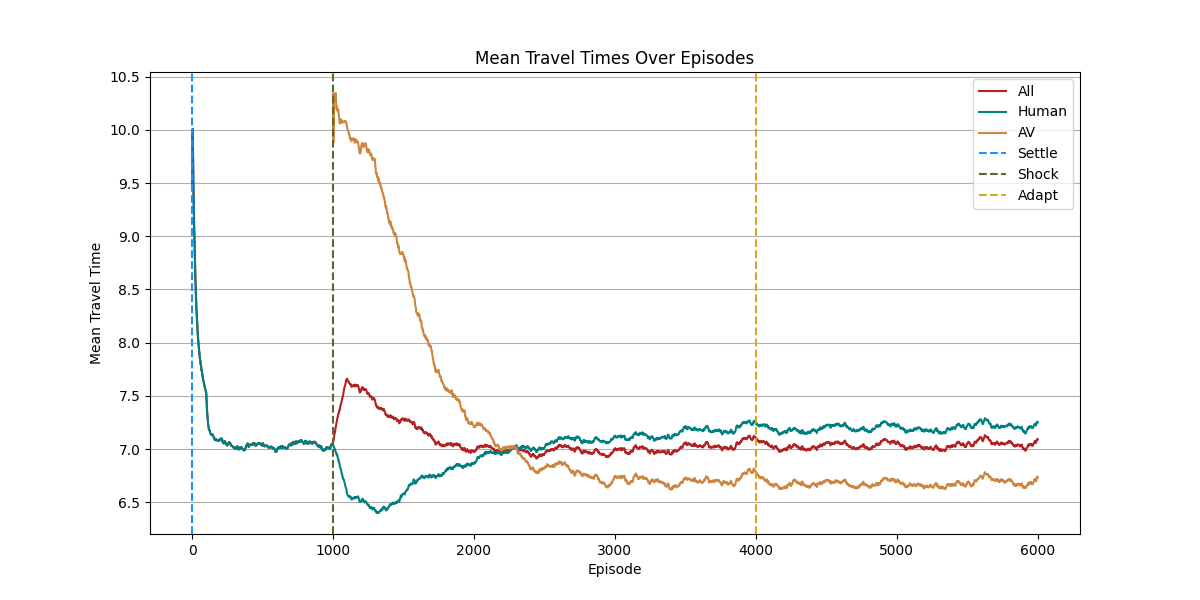 Mean Travel Times Over Episodes
Mean Travel Time
10.5
10.0
9.5
9.0
8.5
8.0
7.5
7.0
6.5
All
Human
AV
Settle
Shock
Adapt
0 1000 2000 3000 4000 5000 6000
Episode